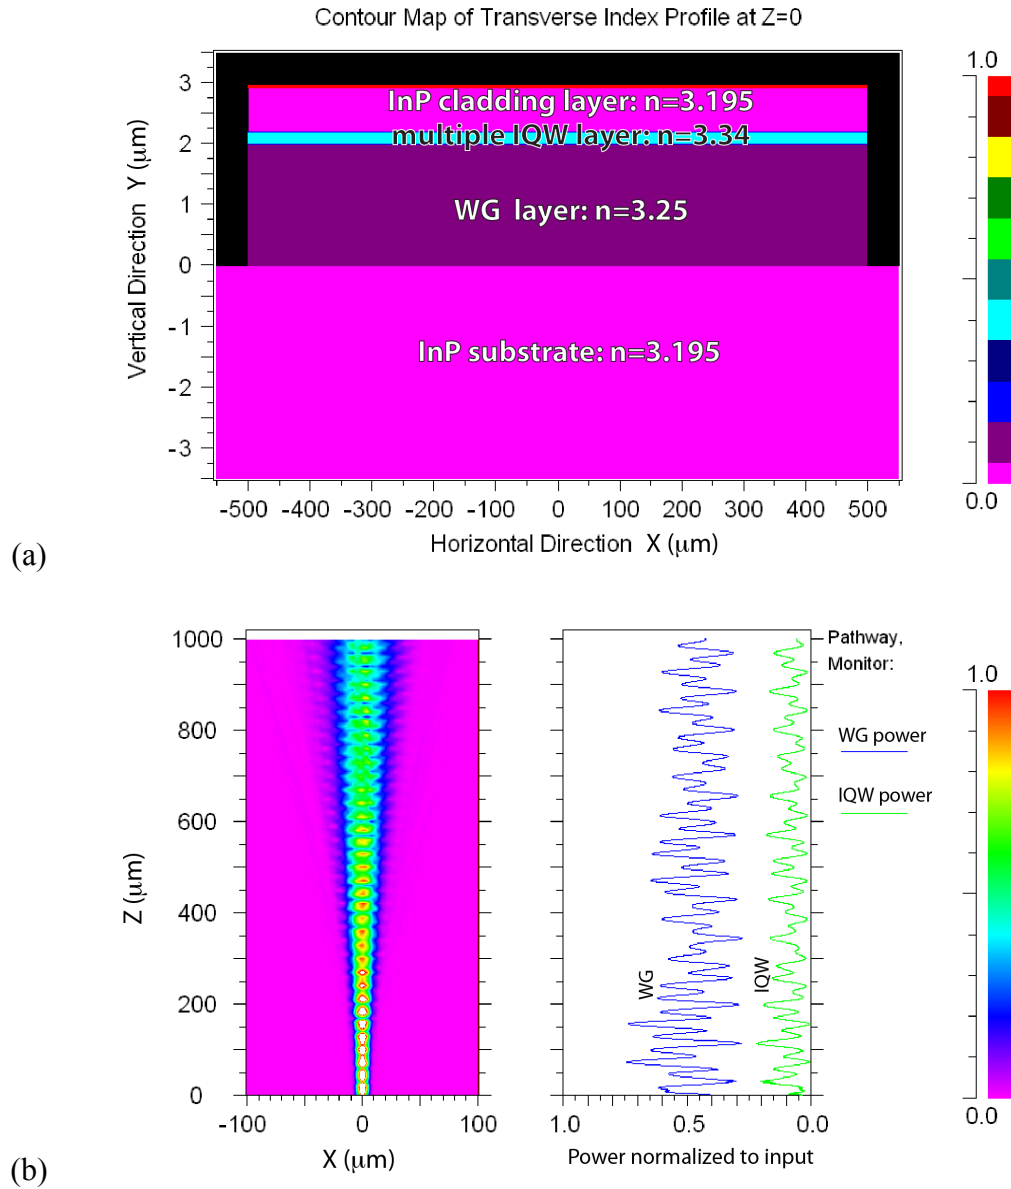 Contour Map of Transverse Index Profile at Z=0
1.0
3
InP cladding layer: n=3.195
multiple IQW layer: n=3.34
2
1
WG  layer: n=3.25
0
-1
InP substrate: n=3.195
-2
-3
Vertical Direction  Y (μm)
0.0
-500 -400 -300 -200 -100 0 100 200 300 400 500
Horizontal Direction  X (μm)
(a)
1000
800
600
400
200
0
Z (μm)
-100 0 100
X (μm)
WG
IQW
1.0 0.5 0.0
Power normalized to input
Pathway,
Monitor:
WG power
IQW power
1.0
0.0
(b)